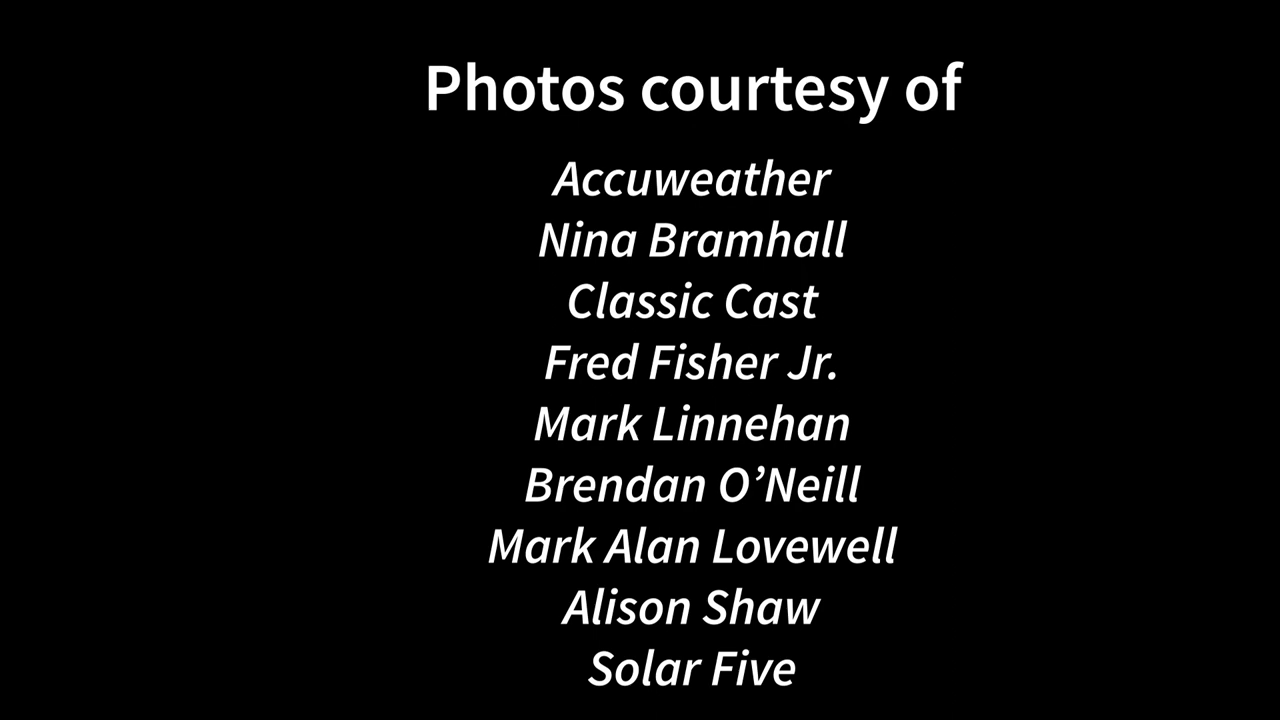 Photos courtesy of
Accuweather
Nina Bramhall
Classic Cast
Fred Fisher Jr.
Mark Linnehan
Brendan O’Neill
Mark Alan Lovewell
Alison Shaw
Solar Five